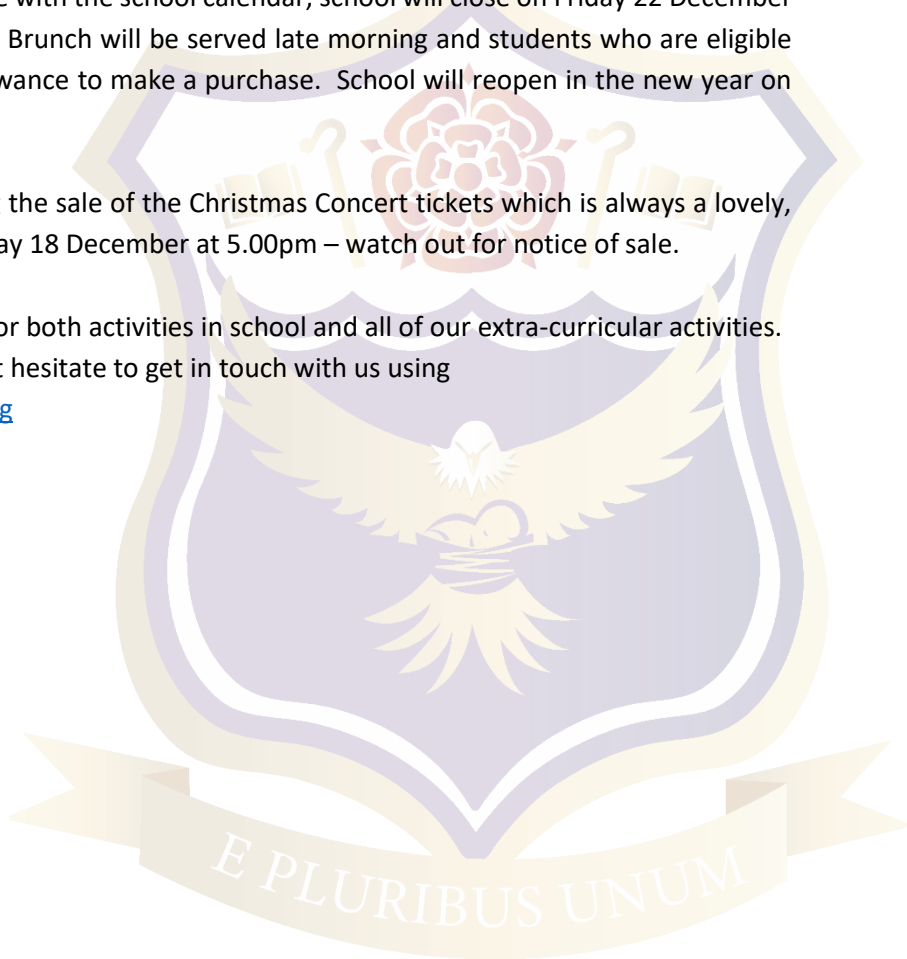 with the school calendar, school will close on Friday 22 December
Brunch will be served late morning and students who are eligible
wance to make a purchase. School will reopen in the new year on
the sale of the Christmas Concert tickets which is always a lovely,
ay 18 December at 5.00pm – watch out for notice of sale.
or both activities in school and all of our extra-curricular activities.
t hesitate to get in touch with us using
g
E PLURIBUS UNUM